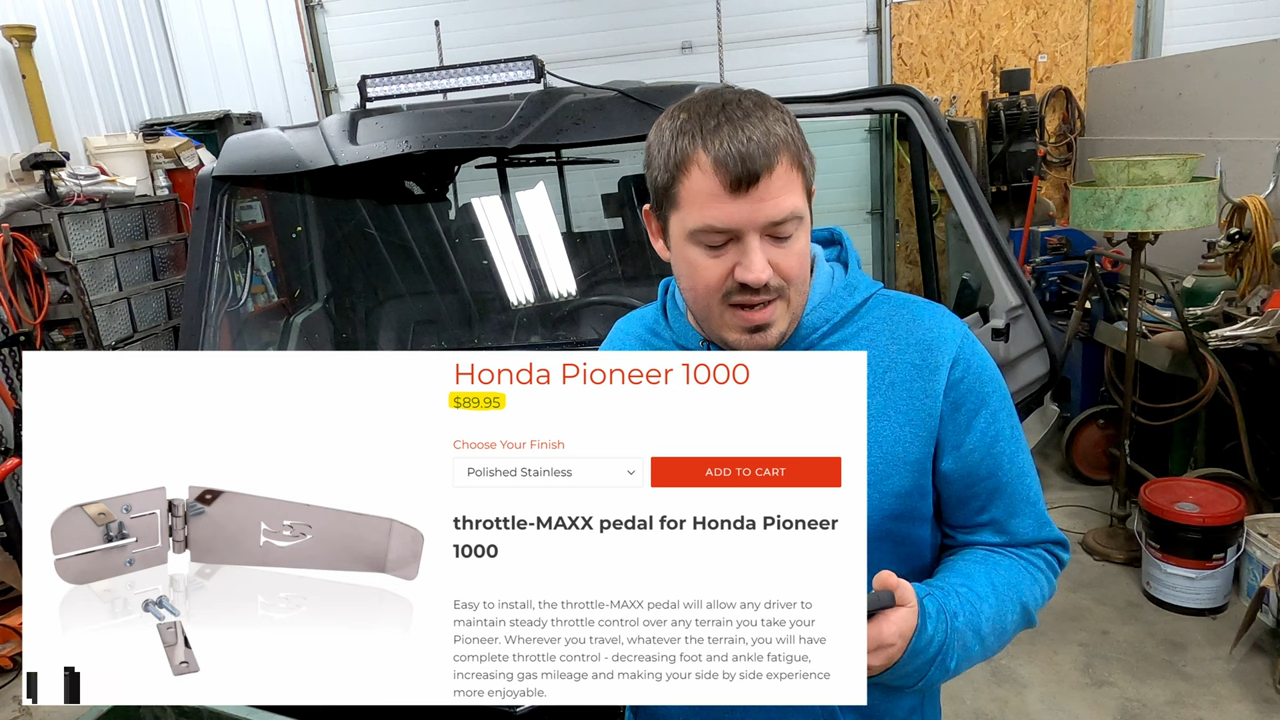 Honda Pioneer 1000
$89.95
Choose Your Finish
Polished Stainless
ADD TO CART
throttle-MAXX pedal for Honda Pioneer
1000
Easy to install, the throttle-MAXX pedal will allow any driver to
maintain steady throttle control over any terrain you take your
Pioneer. Wherever you travel, whatever the terrain, you will have
complete throttle control - decreasing foot and ankle fatigue,
increasing gas mileage and making your side by side experience
more enjoyable.